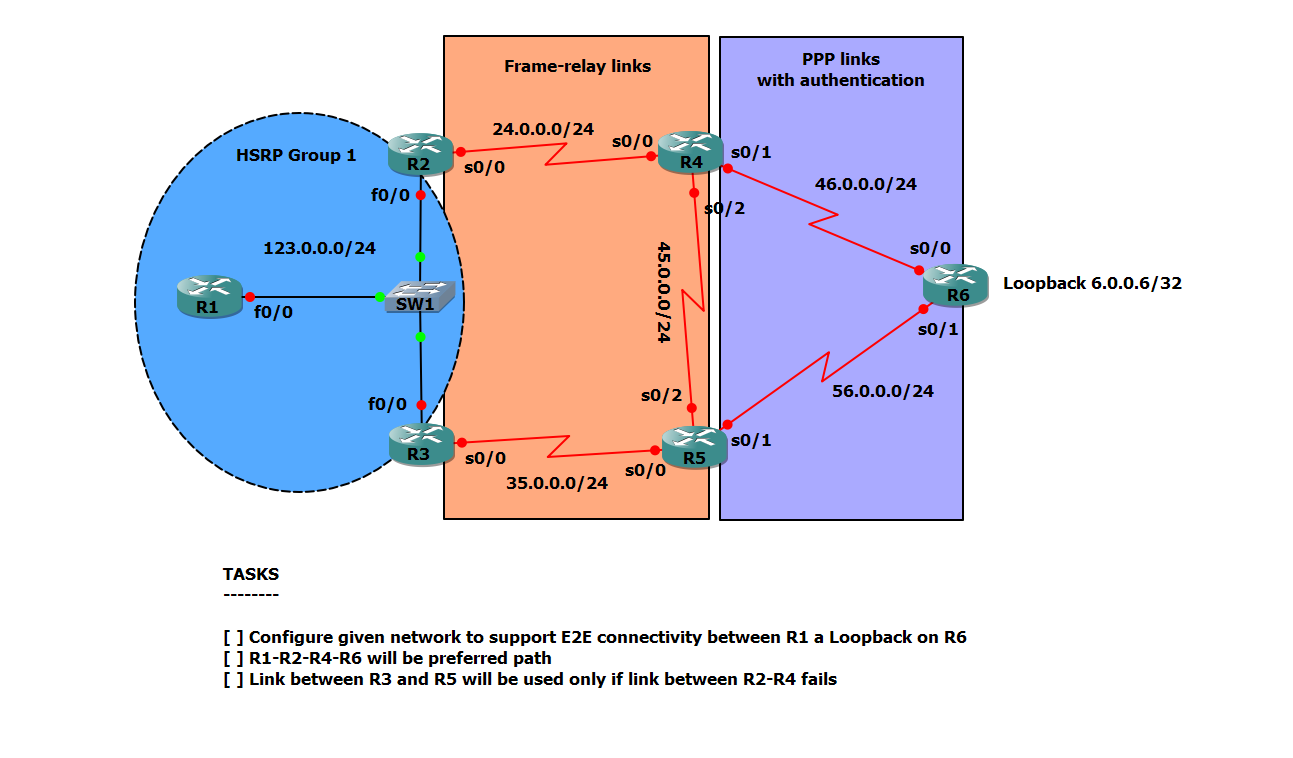 Frame-relay links
PPP links
with authentication
HSRP Group 1
24.0.0.0/24
s0/0
R2
s0/0
R4
s0/1
f0/0
s0/2
46.0.0.0/24
123.0.0.0/24
45.0.0.0/24
s0/0
R6
Loopback 6.0.0.6/32
R1
f0/0
SW1
s0/1
f0/0
s0/2
56.0.0.0/24
R3
s0/0
R5
s0/0
s0/1
35.0.0.0/24
TASKS
--------
[ ] Configure given network to support E2E connectivity between R1 a Loopback on R6
[ ] R1-R2-R4-R6 will be preferred path
[ ] Link between R3 and R5 will be used only if link between R2-R4 fails